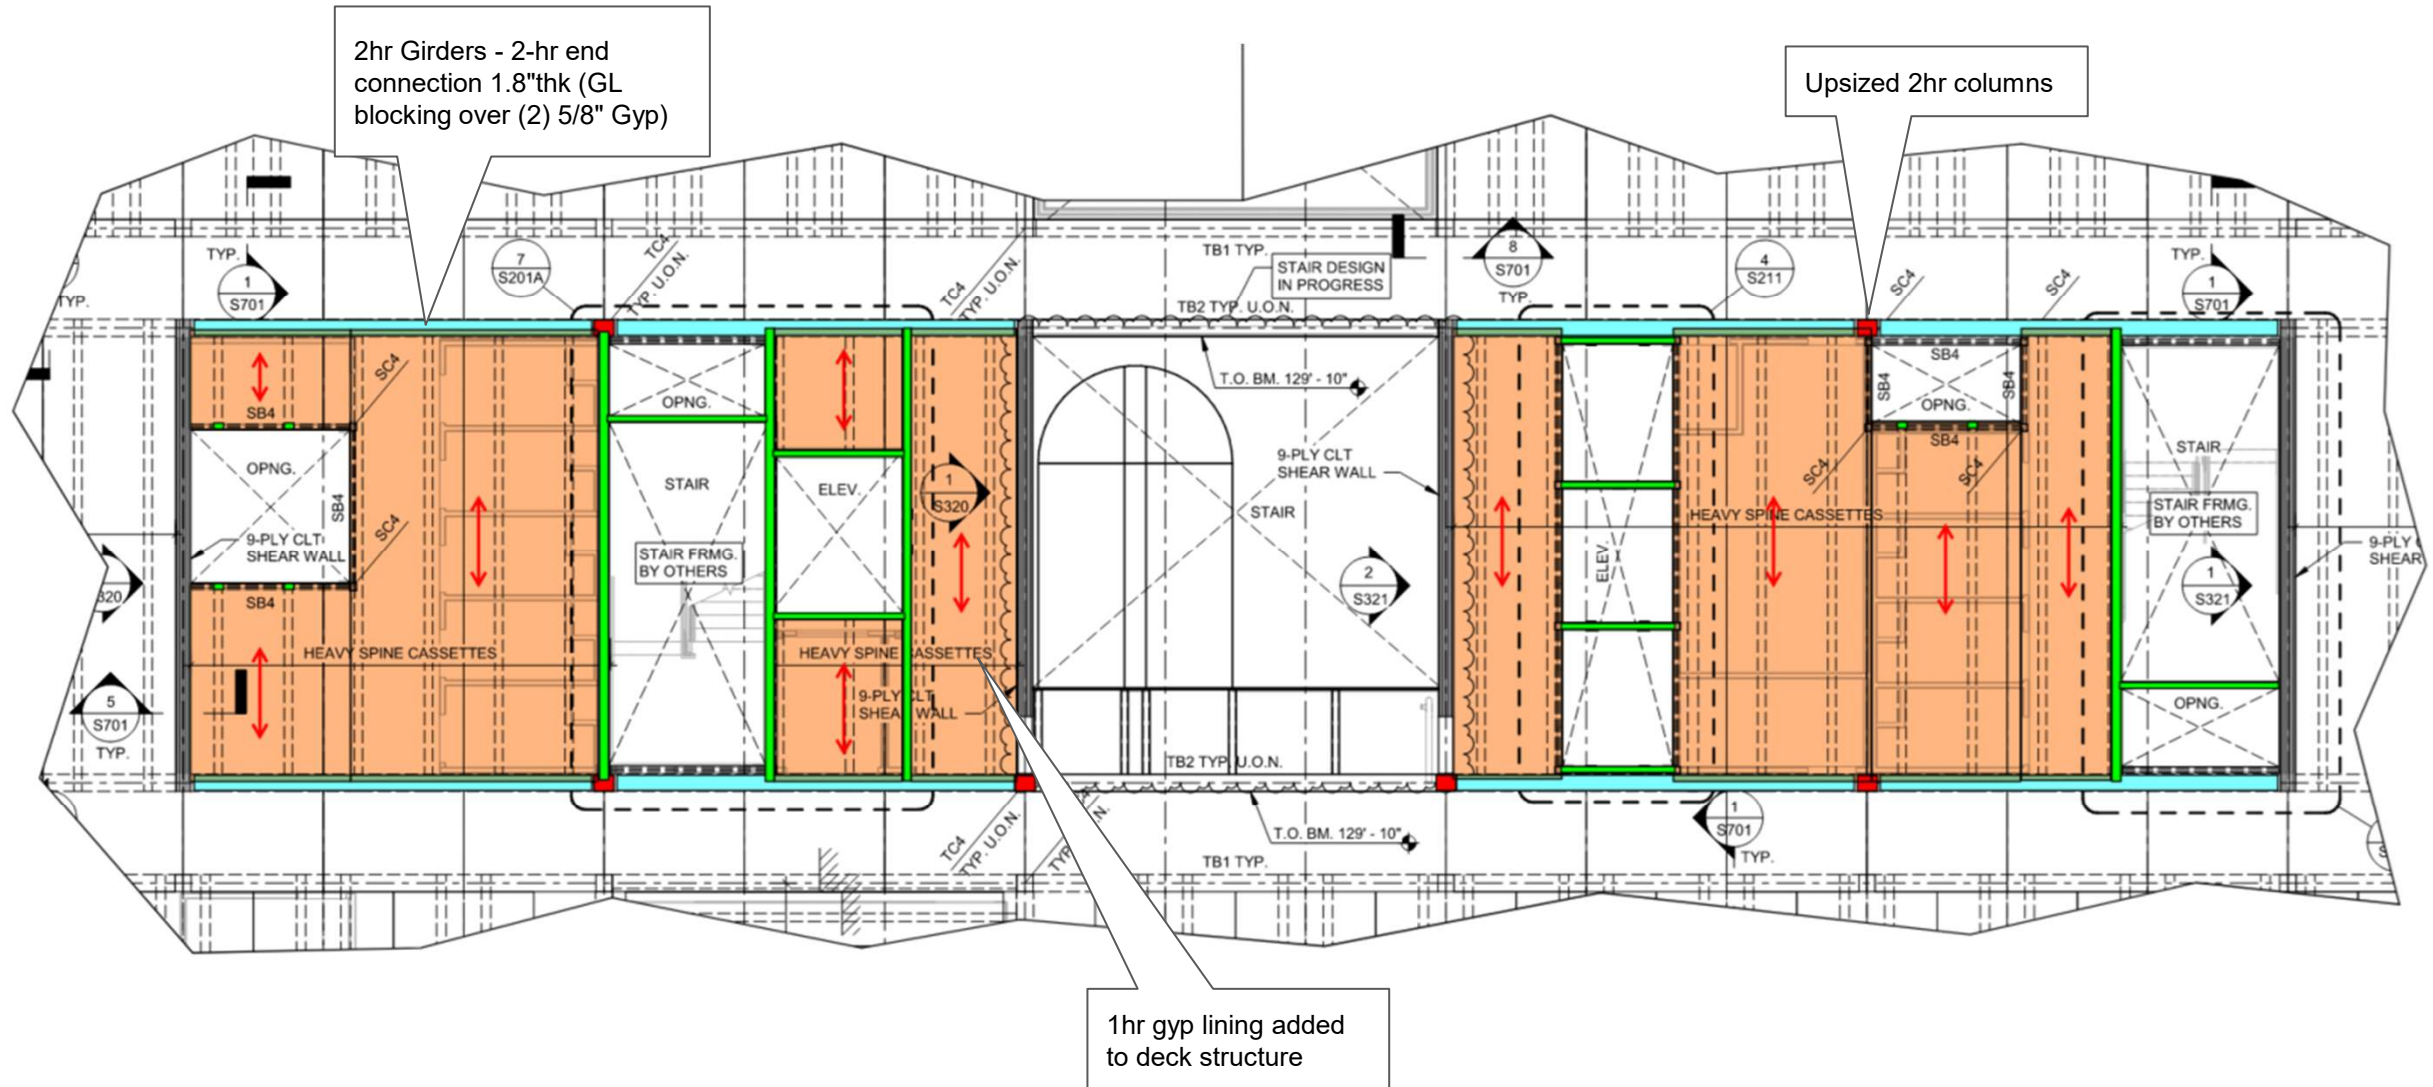 2hr Girders - 2-hr end
connection 1.8"thk (GL
blocking over (2) 5/8" Gyp)
Upsized 2hr columns
TYP.
1
S701
TYP.
7
S201A
TC4
TYP. U.O.N.
TC4
TYP. U.O.N.
TB1 TYP.
STAIR DESIGN
IN PROGRESS
TB2 TYP. U.O.N.
8
S701
TYP.
4
S211
SC4
SC4
TYP.
1
S701
SC4
SB4
OPNG.
SB4
9-PLY CLT
SHEAR WALL
SC4
SB4
HEAVY SPINE CASSETTES
320
5
S701
TYP.
OPNG.
STAIR
STAIR FRMG.
BY OTHERS
ELEV.
1
S320
HEAVY SPINE CASSETTES
9-PLY CLT
SHEAR WALL
T.O. BM. 129' - 10"
9-PLY CLT
SHEAR WALL
STAIR
2
S321
TB2 TYP. U.O.N.
T.O. BM. 129' - 10"
TB1 TYP.
TC4
TYP. U.O.N.
ELEV.
HEAVY SPINE CASSETTES
SB4
SB4
SB4
OPNG.
SB4
SC4
SC4
1
S701
TYP.
STAIR
STAIR FRMG.
BY OTHERS
1
S321
OPNG.
9-PLY
SHEAR
1hr gyp lining added
to deck structure